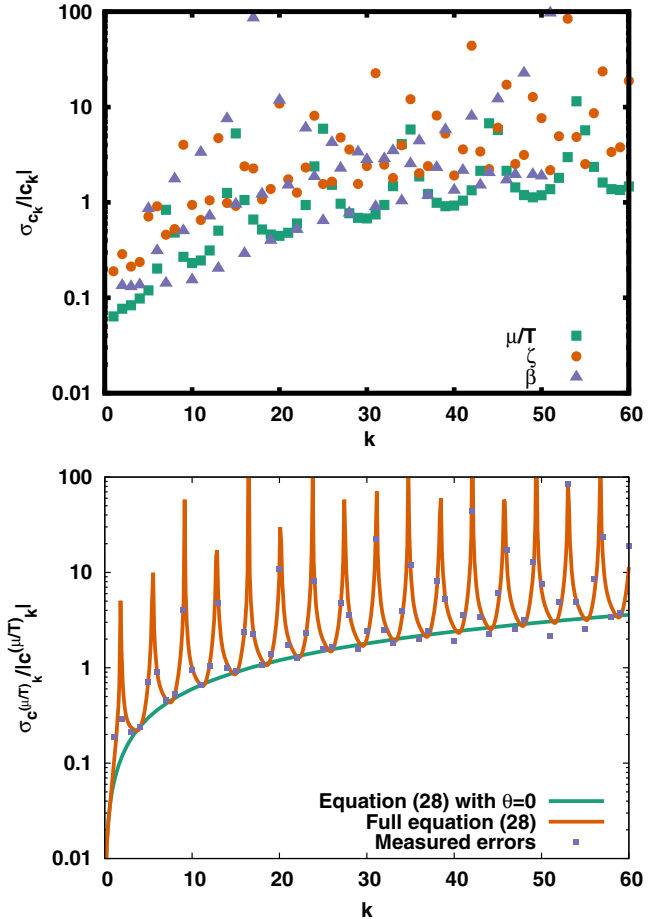 100
10
1
0.1
0.01
σ_{c_k}/|c_k|
μ/T
ζ
β
0 10 20 30 40 50 60
k
100
10
1
0.1
0.01
σ_{c^{(μ/T)}_k}/|c^{(μ/T)}_k|
Equation (28) with θ=0
Full equation (28)
Measured errors
0 10 20 30 40 50 60
k